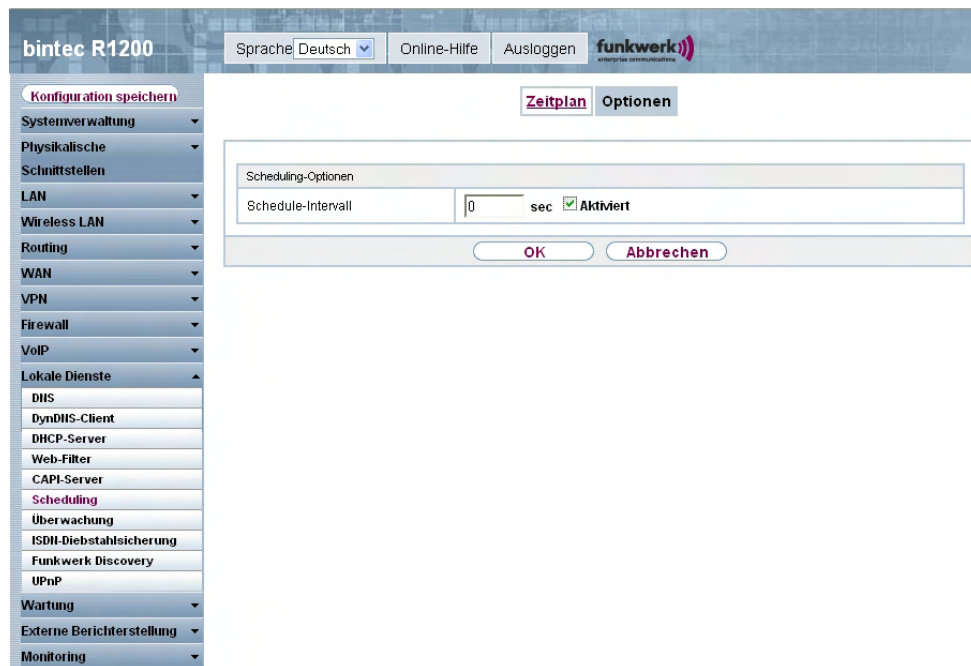 bintec R1200
Sprache Deutsch
Online-Hilfe
Ausloggen
funkwerk
enterprise communications
Konfiguration speichern
Systemverwaltung
Physikalische
Schnittstellen
LAN
Wireless LAN
Routing
WAN
VPN
Firewall
VoIP
Lokale Dienste
DNS
DynDNS-Client
DHCP-Server
Web-Filter
CAPI-Server
Scheduling
Überwachung
ISDN-Diebstahlsicherung
Funkwerk Discovery
UPnP
Wartung
Externe Berichterstellung
Monitoring
Zeitplan
Optionen
Scheduling-Optionen
Schedule-Intervall 0 sec Aktiviert
OK
Abbrechen